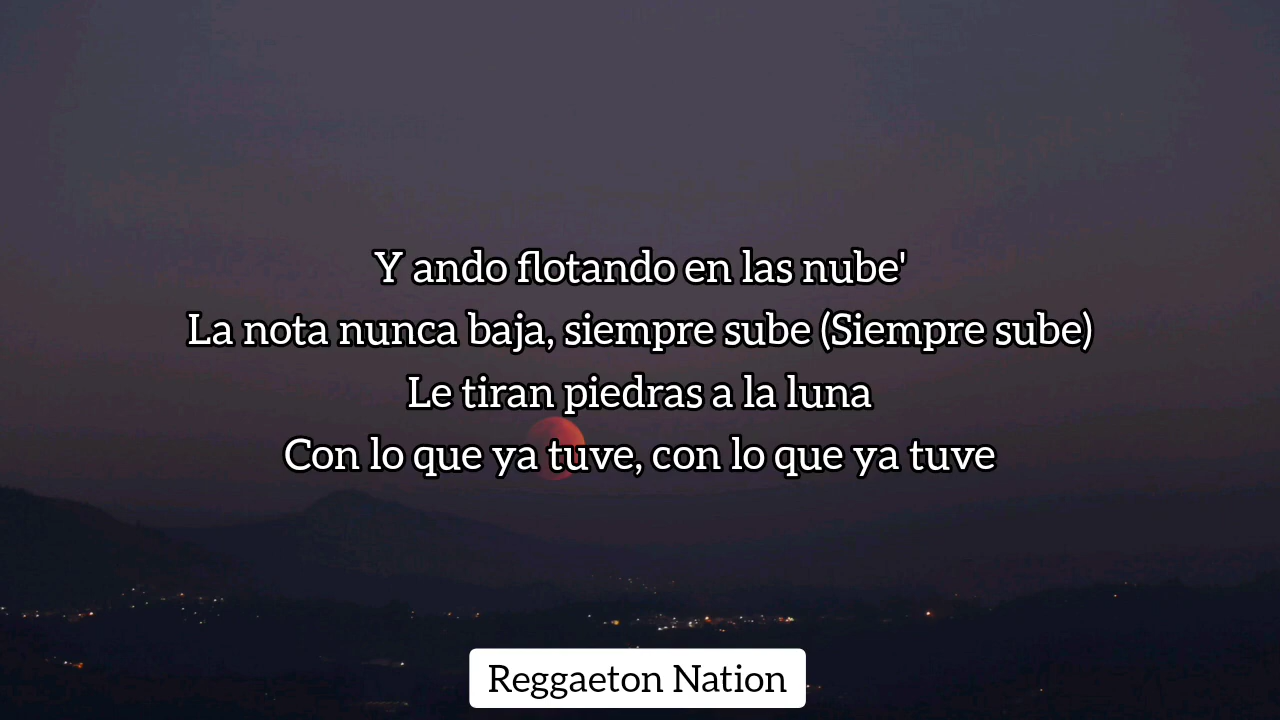 Y ando flotando en las nube'
La nota nunca baja, siempre sube (Siempre sube)
Le tiran piedras a la luna
Con lo que ya tuve, con lo que ya tuve
Reggaeton Nation